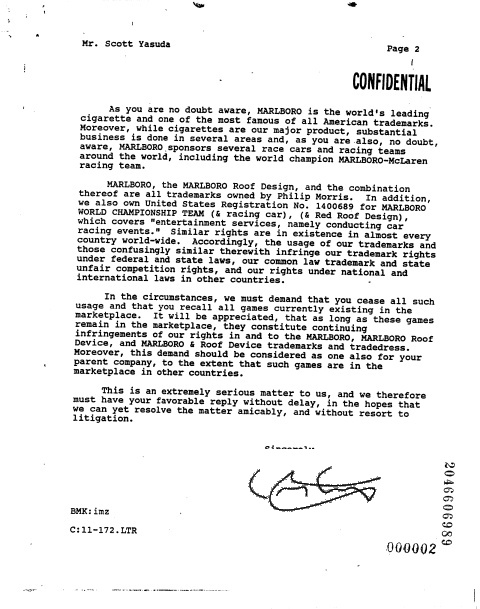 Mr. Scott Yasuda
Page 2
CONFIDENTIAL
As you are no doubt aware, MARLBORO is the world's leading
cigarette and one of the most famous of all American trademarks.
Moreover, while cigarettes are our major product, substantial
business is done in several areas and, as you are also, no doubt,
aware, MARLBORO sponsors several race cars and racing teams
around the world, including the world champion MARLBORO-McLaren
racing team.
MARLBORO, the MARLBORO Roof Design, and the combination
thereof are all trademarks owned by Philip Morris. In addition,
we also own United States Registration No. 1400689 for MARLBORO
WORLD CHAMPIONSHIP TEAM (& racing car), (& Red Roof Design),
which covers "entertainment services, namely conducting car
racing events." Similar rights are in existence in almost every
country world-wide. Accordingly, the usage of our trademarks and
those confusingly similar therewith infringe our trademark rights
under federal and state laws, our common law trademark and state
unfair competition rights, and our rights under national and
international laws in other countries.
In the circumstances, we must demand that you cease all such
usage and that you recall all games currently existing in the
marketplace. It will be appreciated, that as long as these games
remain in the marketplace, they constitute continuing
infringements of our rights in and to the MARLBORO, MARLBORO Roof
Device, and MARLBORO & Roof Device trademarks and tradedress.
Moreover, this demand should be considered as one also for your
parent company, to the extent that such games are in the
marketplace in other countries.
This is an extremely serious matter to us, and we therefore
must have your favorable reply without delay, in the hopes that
we can yet resolve the matter amicably, and without resort to
litigation.
Sincerely
BMK:imz
C:11-172.LTR
000002
2046606989